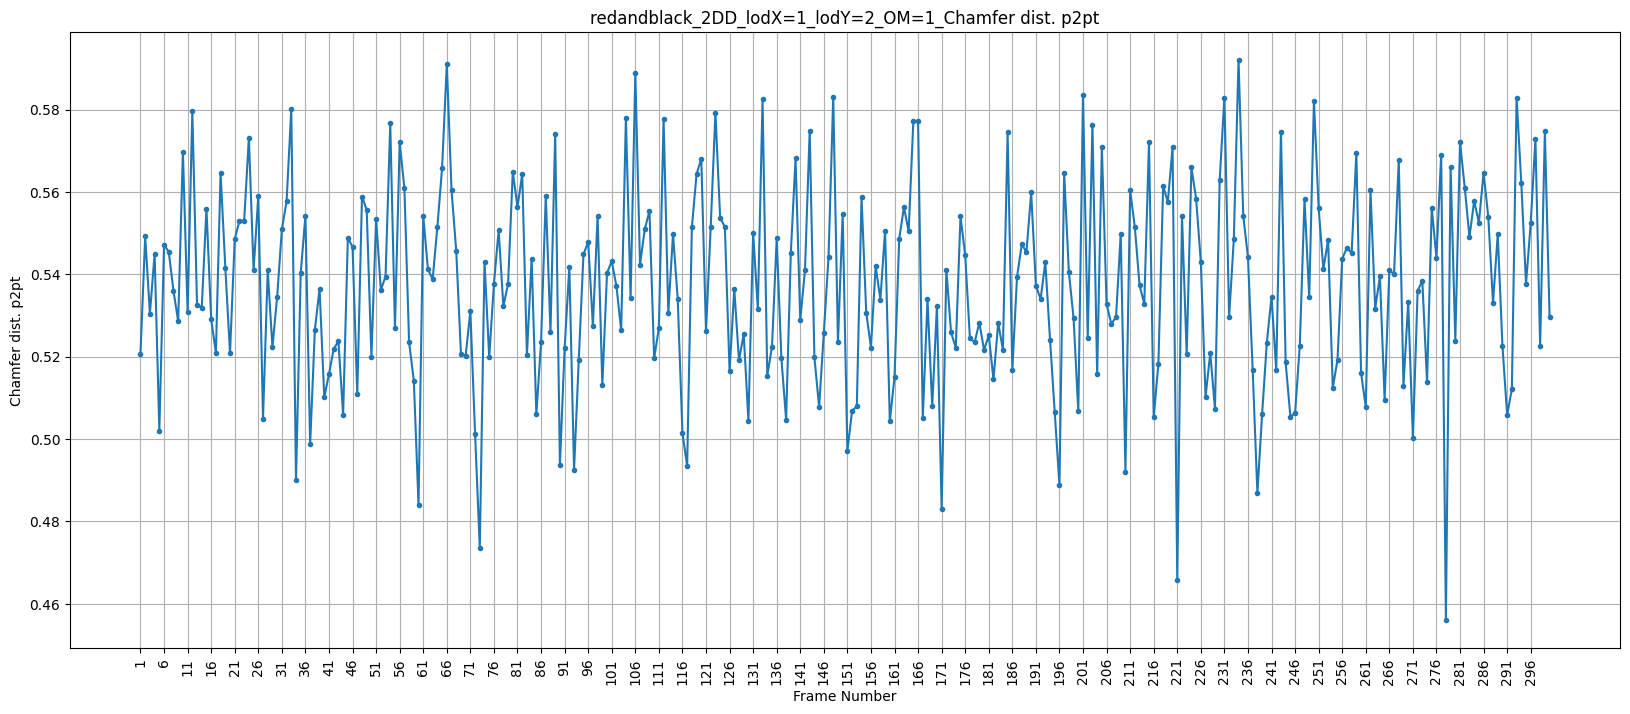 redandblack_2DD_lodX=1_lodY=2_OM=1_Chamfer dist. p2pt
Chamfer dist. p2pt
0.58
0.56
0.54
0.52
0.50
0.48
0.46
1 6 11 16 21 26 31 36 41 46 51 56 61 66 71 76 81 86 91 96 101 106 111 116 121 126 131 136 141 146 151 156 161 166 171 176 181 186 191 196 201 206 211 216 221 226 231 236 241 246 251 256 261 266 271 276 281 286 291 296
Frame Number